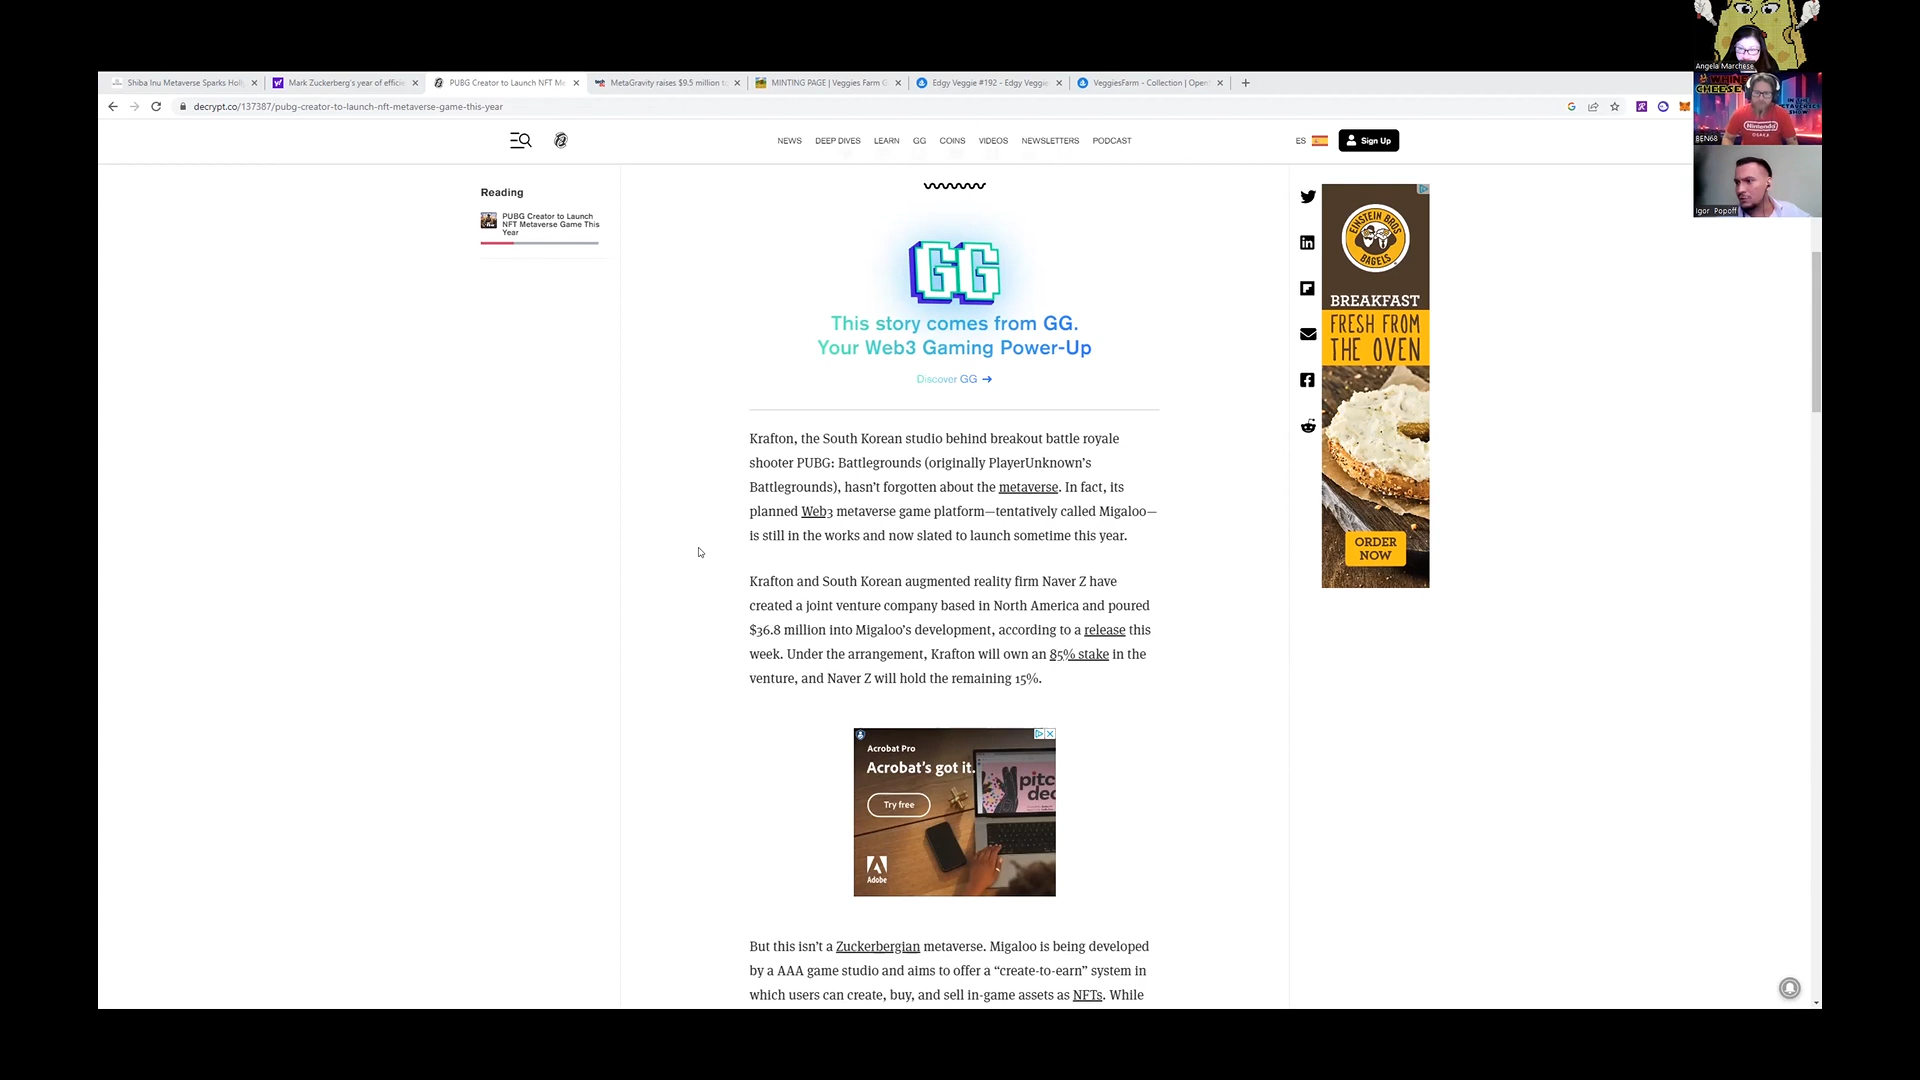 Shiba Inu Metaverse Sparks Holl
Mark Zuckerberg's year of efficie
PUBG Creator to Launch NFT Me
MetaGravity raises $9.5 million to
MINTING PAGE | Veggies Farm G
Edgy Veggie #192 - Edgy Veggie
VeggiesFarm - Collection | Open
decrypt.co/137387/pubg-creator-to-launch-nft-metaverse-game-this-year
NEWS DEEP DIVES LEARN GG COINS VIDEOS NEWSLETTERS PODCAST
ES
Sign Up
Reading
PUBG Creator to Launch
NFT Metaverse Game This
Year
GG
This story comes from GG.
Your Web3 Gaming Power-Up
Discover GG →
Krafton, the South Korean studio behind breakout battle royale
shooter PUBG: Battlegrounds (originally PlayerUnknown's
Battlegrounds), hasn't forgotten about the metaverse. In fact, its
planned Web3 metaverse game platform—tentatively called Migaloo—
is still in the works and now slated to launch sometime this year.
Krafton and South Korean augmented reality firm Naver Z have
created a joint venture company based in North America and poured
$36.8 million into Migaloo's development, according to a release this
week. Under the arrangement, Krafton will own an 85% stake in the
venture, and Naver Z will hold the remaining 15%.
Acrobat Pro
Acrobat's got it.
Try free
pitc
dec
Adobe
But this isn't a Zuckerbergian metaverse. Migaloo is being developed
by a AAA game studio and aims to offer a “create-to-earn” system in
which users can create, buy, and sell in-game assets as NFTs. While
EINSTEIN BROS
BAGELS
BREAKFAST
FRESH FROM
THE OVEN
ORDER
NOW
Angela Marchese
WHINE
CHEESE
IN THE
Nintendo
OSAKA
BEN68
Igor Popoff